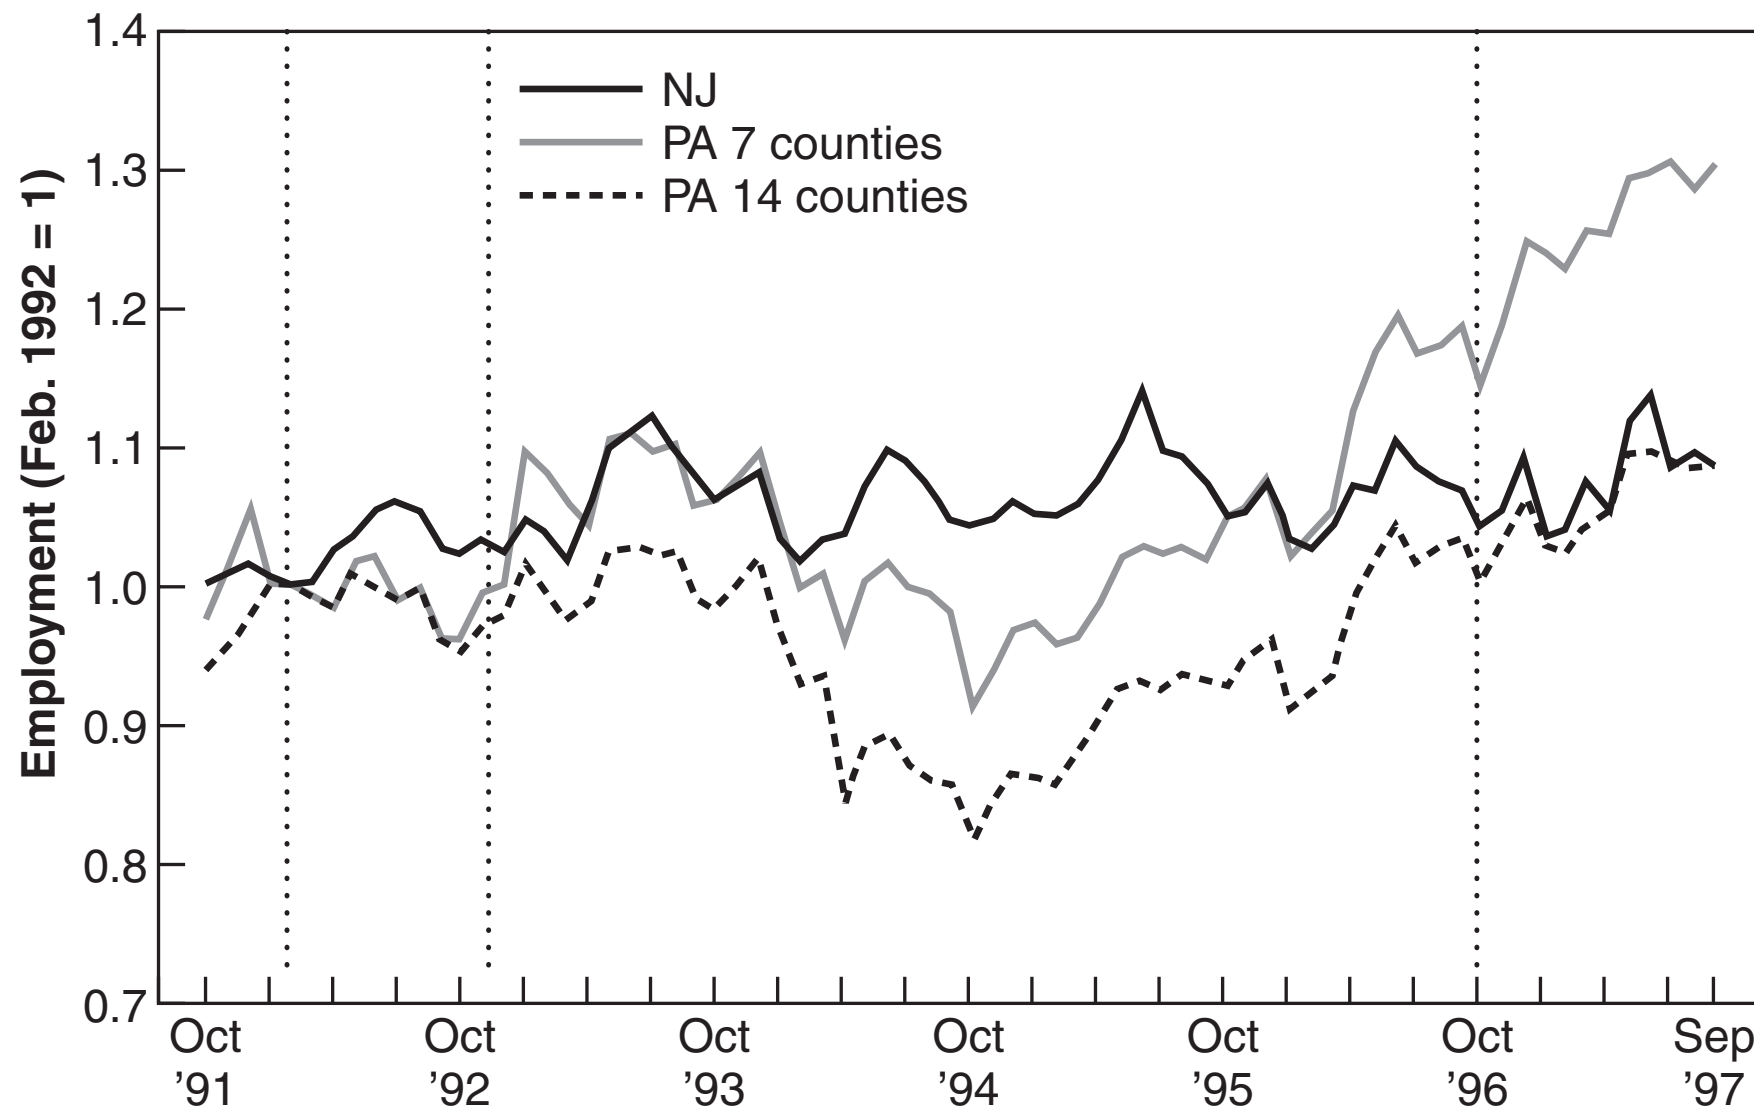 Employment (Feb. 1992 = 1)
1.4
1.3
1.2
1.1
1.0
0.9
0.8
0.7
NJ
PA 7 counties
PA 14 counties
Oct Oct Oct Oct Oct Oct Sep
’91 ’92 ’93 ’94 ’95 ’96 ’97